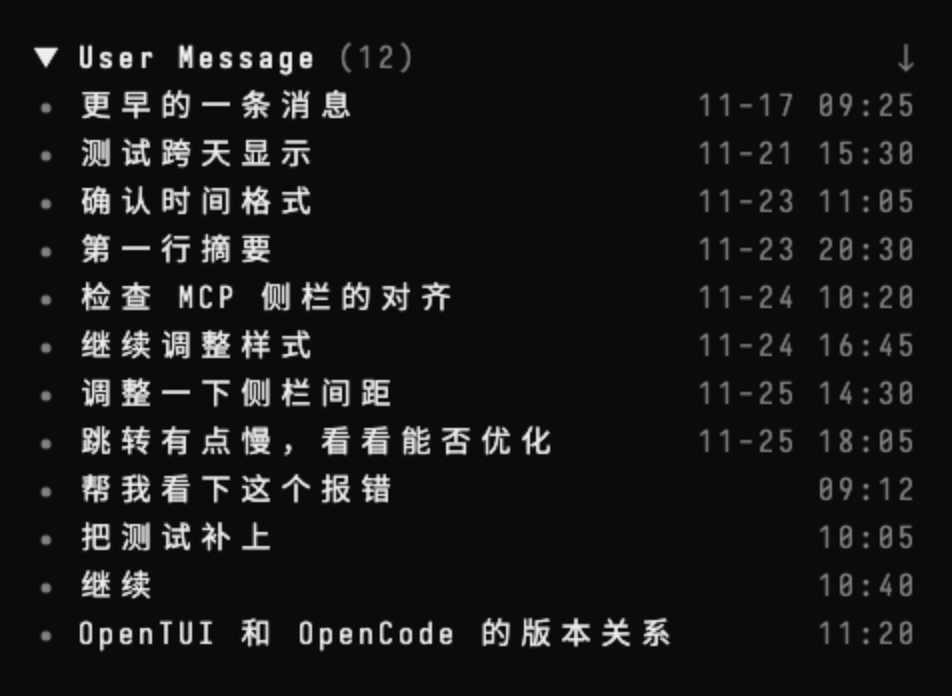 ▼ User Message (12) ↓
• 更早的一条消息 11-17 09:25
• 测试跨天显示 11-21 15:30
• 确认时间格式 11-23 11:05
• 第一行摘要 11-23 20:30
• 检查 MCP 侧栏的对齐 11-24 10:20
• 继续调整样式 11-24 16:45
• 调整一下侧栏间距 11-25 14:30
• 跳转有点慢，看看能否优化 11-25 18:05
• 帮我看下这个报错 09:12
• 把测试补上 10:05
• 继续 10:40
• OpenTUI 和 OpenCode 的版本关系 11:20